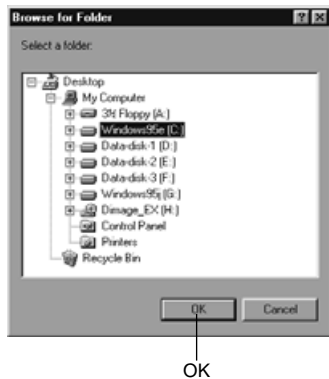 Browse for Folder
Select a folder:
Desktop
My Computer
3½ Floppy (A:)
Windows95e (C:)
Data-disk-1 (D:)
Data-disk-2 (E:)
Data-disk-3 (F:)
Windows95j (G:)
Dimage_EX (H:)
Control Panel
Printers
Recycle Bin
OK Cancel
OK